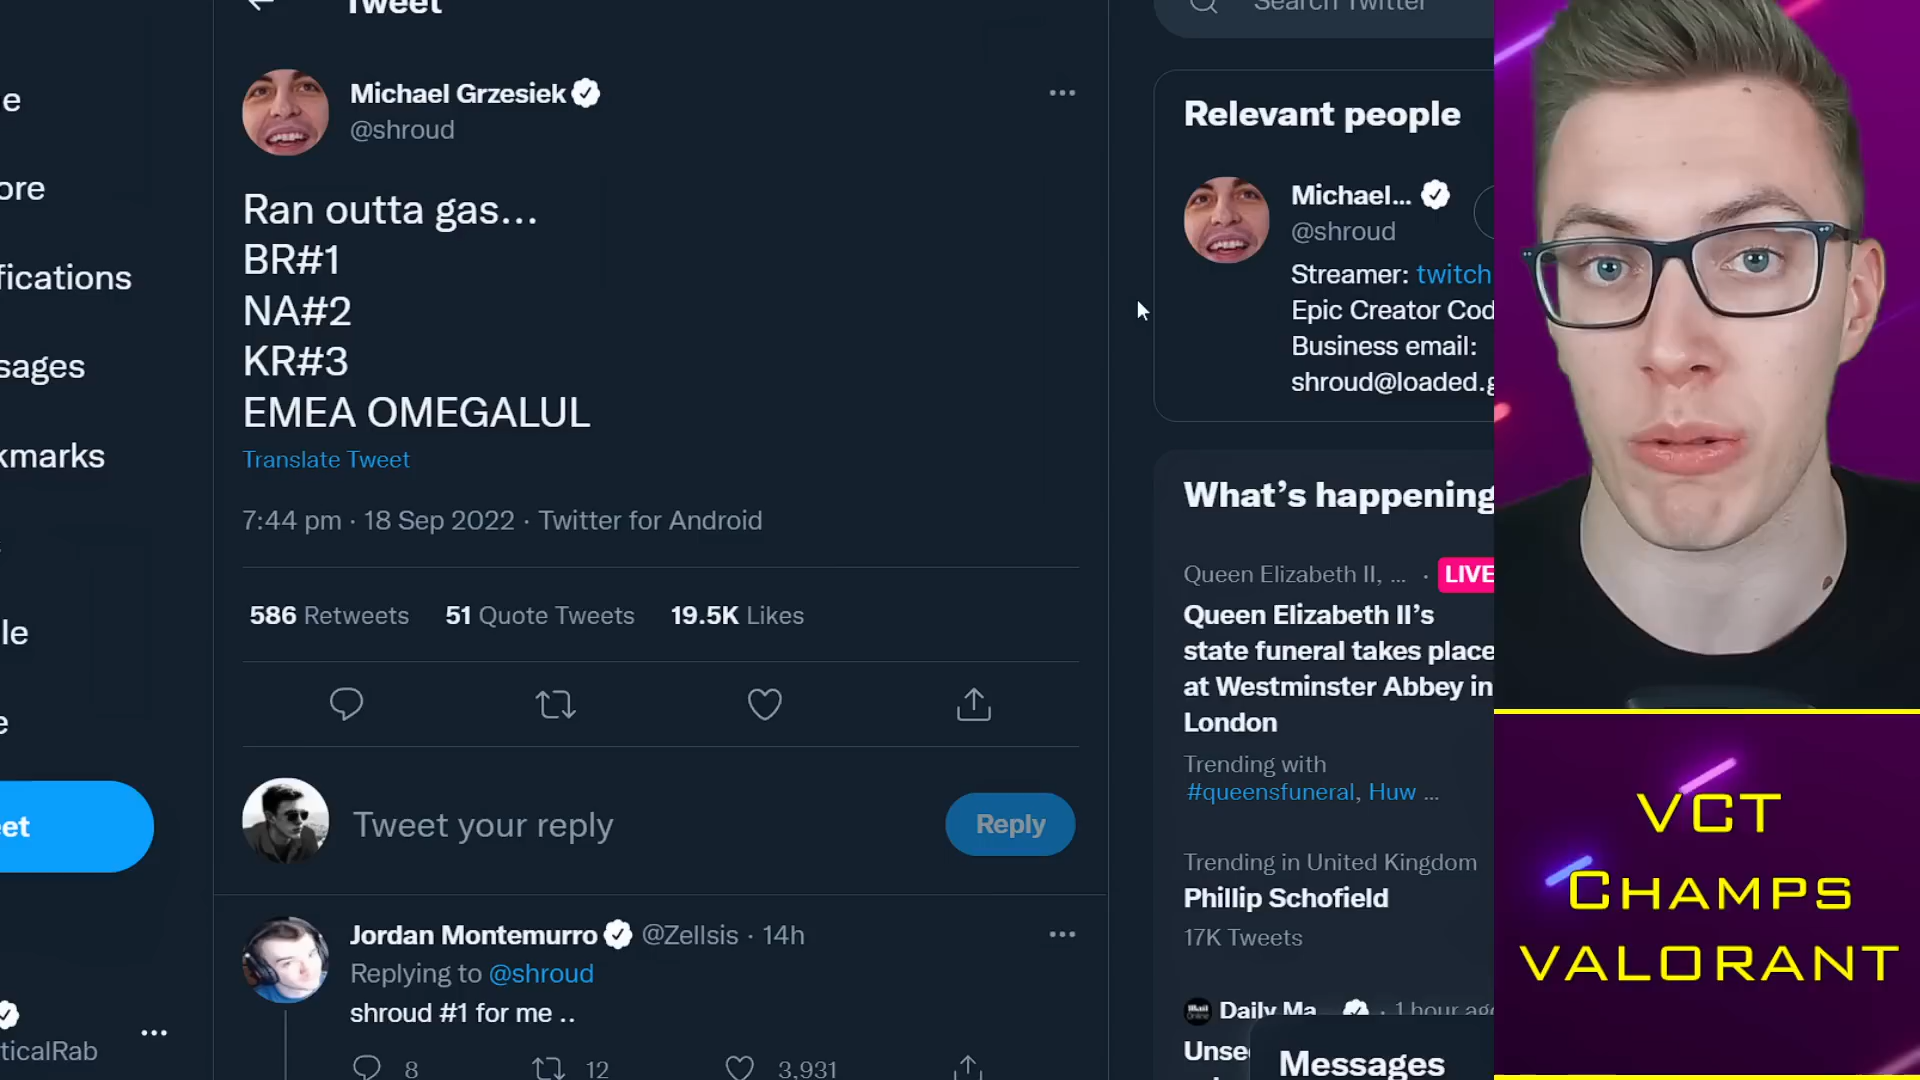 Tweet
Search Twitter
e
ore
fications
sages
kmarks
le
e
et
ticalRab
Michael Grzesiek
@shroud
Ran outta gas...
BR#1
NA#2
KR#3
EMEA OMEGALUL
Translate Tweet
7:44 pm · 18 Sep 2022 · Twitter for Android
586 Retweets 51 Quote Tweets 19.5K Likes
Tweet your reply
Reply
Jordan Montemurro @Zellsis · 14h
Replying to @shroud
shroud #1 for me ..
8 12 3,931
Relevant people
Michael...
@shroud
Streamer: twitch
Epic Creator Cod
Business email:
shroud@loaded.g
What's happening
Queen Elizabeth II, ... · LIVE
Queen Elizabeth II's
state funeral takes place
at Westminster Abbey in
London
Trending with
#queensfuneral, Huw ...
Trending in United Kingdom
Phillip Schofield
17K Tweets
Daily Ma... · 1 hour ago
Unse
Messages
VCT
CHAMPS
VALORANT